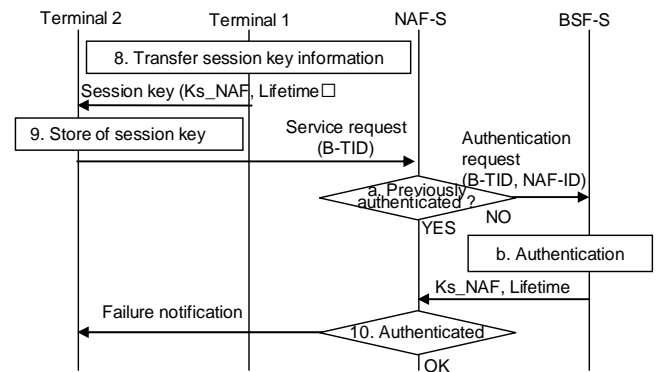 Terminal 2 Terminal 1 NAF-S BSF-S
8. Transfer session key information
Session key (Ks_NAF, Lifetime□
9. Store of session key
Service request
(B-TID)
Authentication
request
(B-TID, NAF-ID)
a. Previously
authenticated ?
NO
YES
b. Authentication
Ks_NAF, Lifetime
Failure notification
10. Authenticated
OK